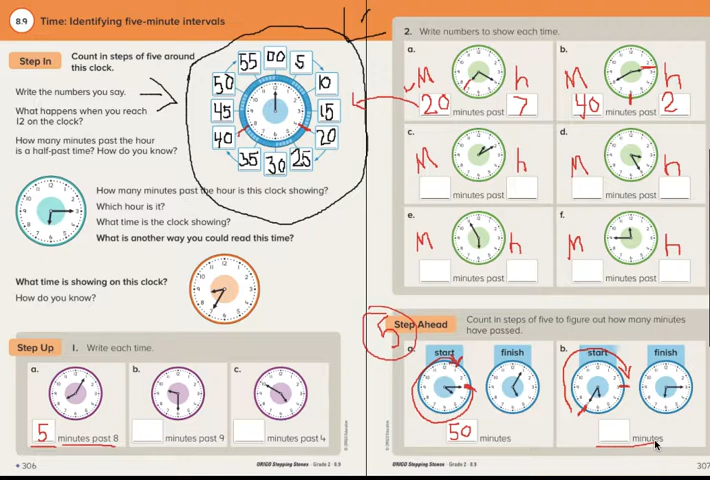 8.9
Time: Identifying five-minute intervals
Step In
Count in steps of five around
this clock.
Write the numbers you say.
What happens when you reach
12 on the clock?
How many minutes past the hour
is a half-past time? How do you know?
00
5
10
15
20
25
30
35
40
45
50
55
How many minutes past the hour is this clock showing?
Which hour is it?
What time is the clock showing?
What is another way you could read this time?
What time is showing on this clock?
How do you know?
Step Up
1. Write each time.
a.
5 minutes past 8
b.
minutes past 9
c.
minutes past 4
306
ORIGO Stepping Stones · Grade 2 · 8.9
2. Write numbers to show each time.
a.
M h
20 minutes past 7
b.
M h
40 minutes past 2
c.
M h
minutes past
d.
M h
minutes past
e.
M h
minutes past
f.
M h
minutes past
5
Step Ahead
Count in steps of five to figure out how many minutes
have passed.
a.
start finish
50 minutes
b.
start finish
minutes
ORIGO Stepping Stones · Grade 2 · 8.9
307